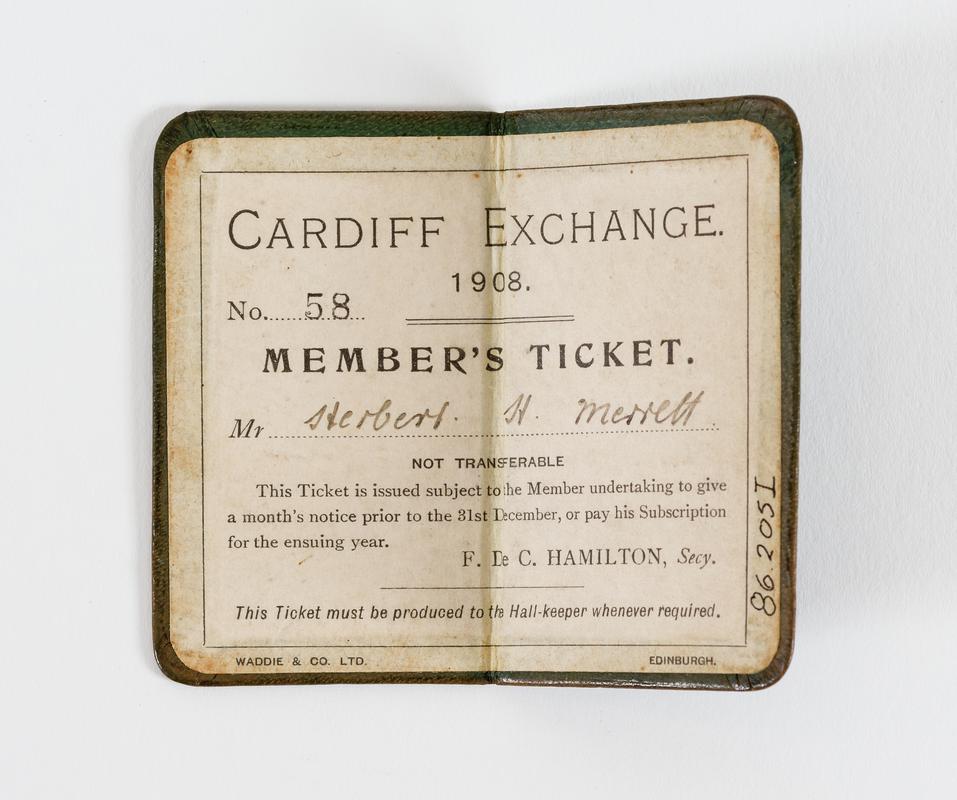 CARDIFF EXCHANGE.
1908.
No. 58
MEMBER'S TICKET.
Mr Herbert. H. Merrett.
NOT TRANSFERABLE
This Ticket is issued subject to the Member undertaking to give
a month's notice prior to the 31st December, or pay his Subscription
for the ensuing year.
F. De C. HAMILTON, Secy.
This Ticket must be produced to the Hall-keeper whenever required.
WADDIE & CO. LTD. EDINBURGH.
86.205I